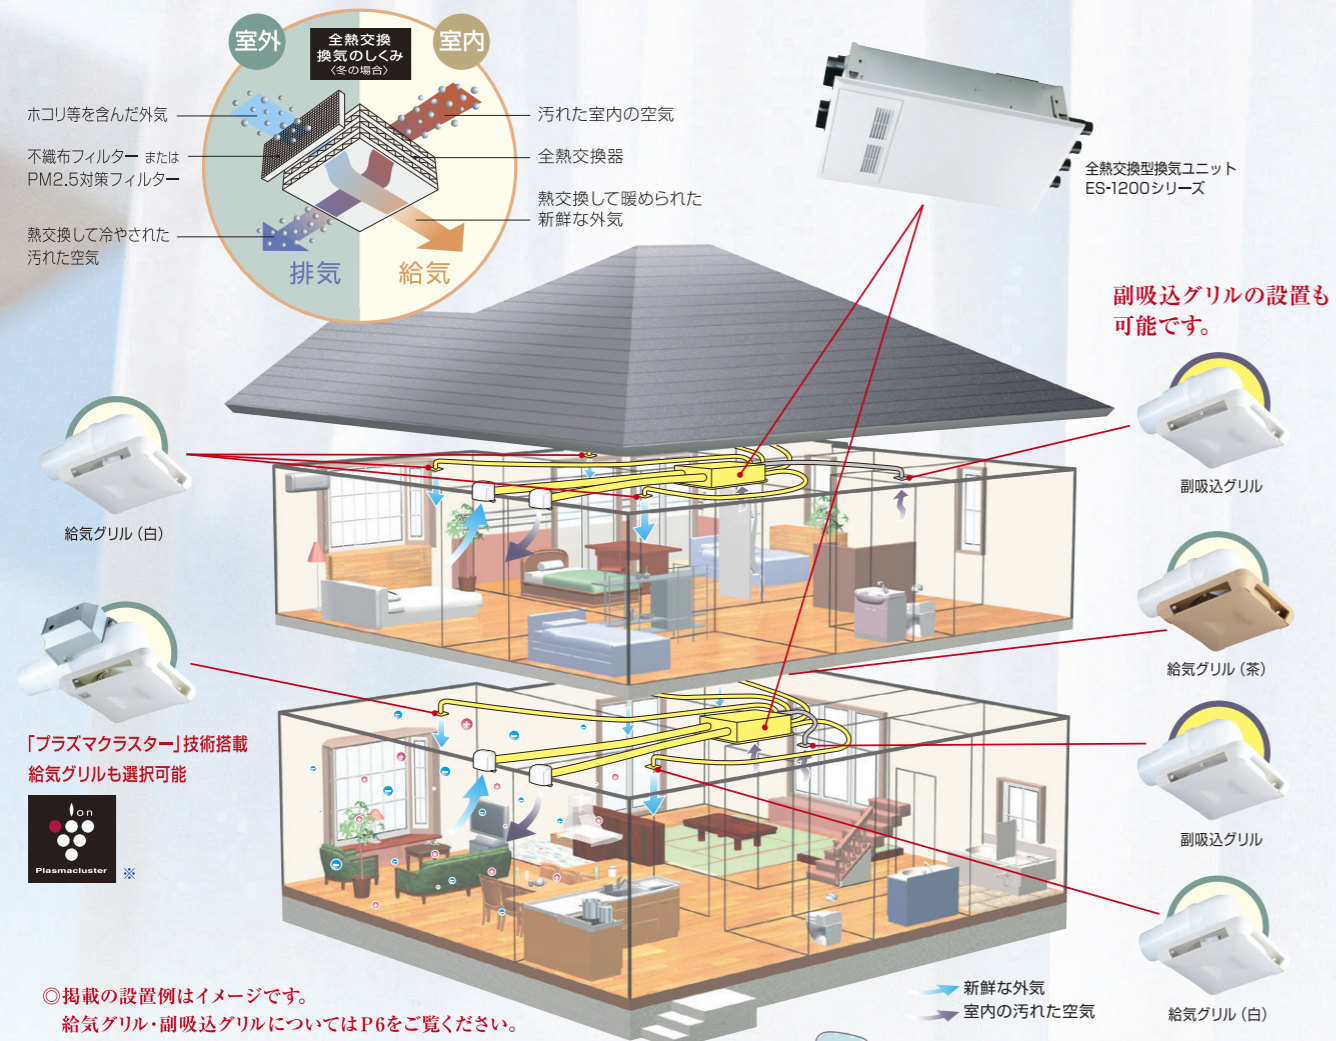 室外
全熱交換
換気のしくみ
〈冬の場合〉
室内
ホコリ等を含んだ外気
不織布フィルター または
PM2.5対策フィルター
熱交換して冷やされた
汚れた空気
汚れた室内の空気
全熱交換器
熱交換して暖められた
新鮮な外気
排気
給気
全熱交換型換気ユニット
ES-1200シリーズ
副吸込グリルの設置も
可能です。
副吸込グリル
給気グリル（白）
給気グリル（茶）
「プラズマクラスター」技術搭載
給気グリルも選択可能
ion
Plasmacluster
※
副吸込グリル
給気グリル（白）
新鮮な外気
室内の汚れた空気
◎掲載の設置例はイメージです。
給気グリル・副吸込グリルについてはP6をご覧ください。